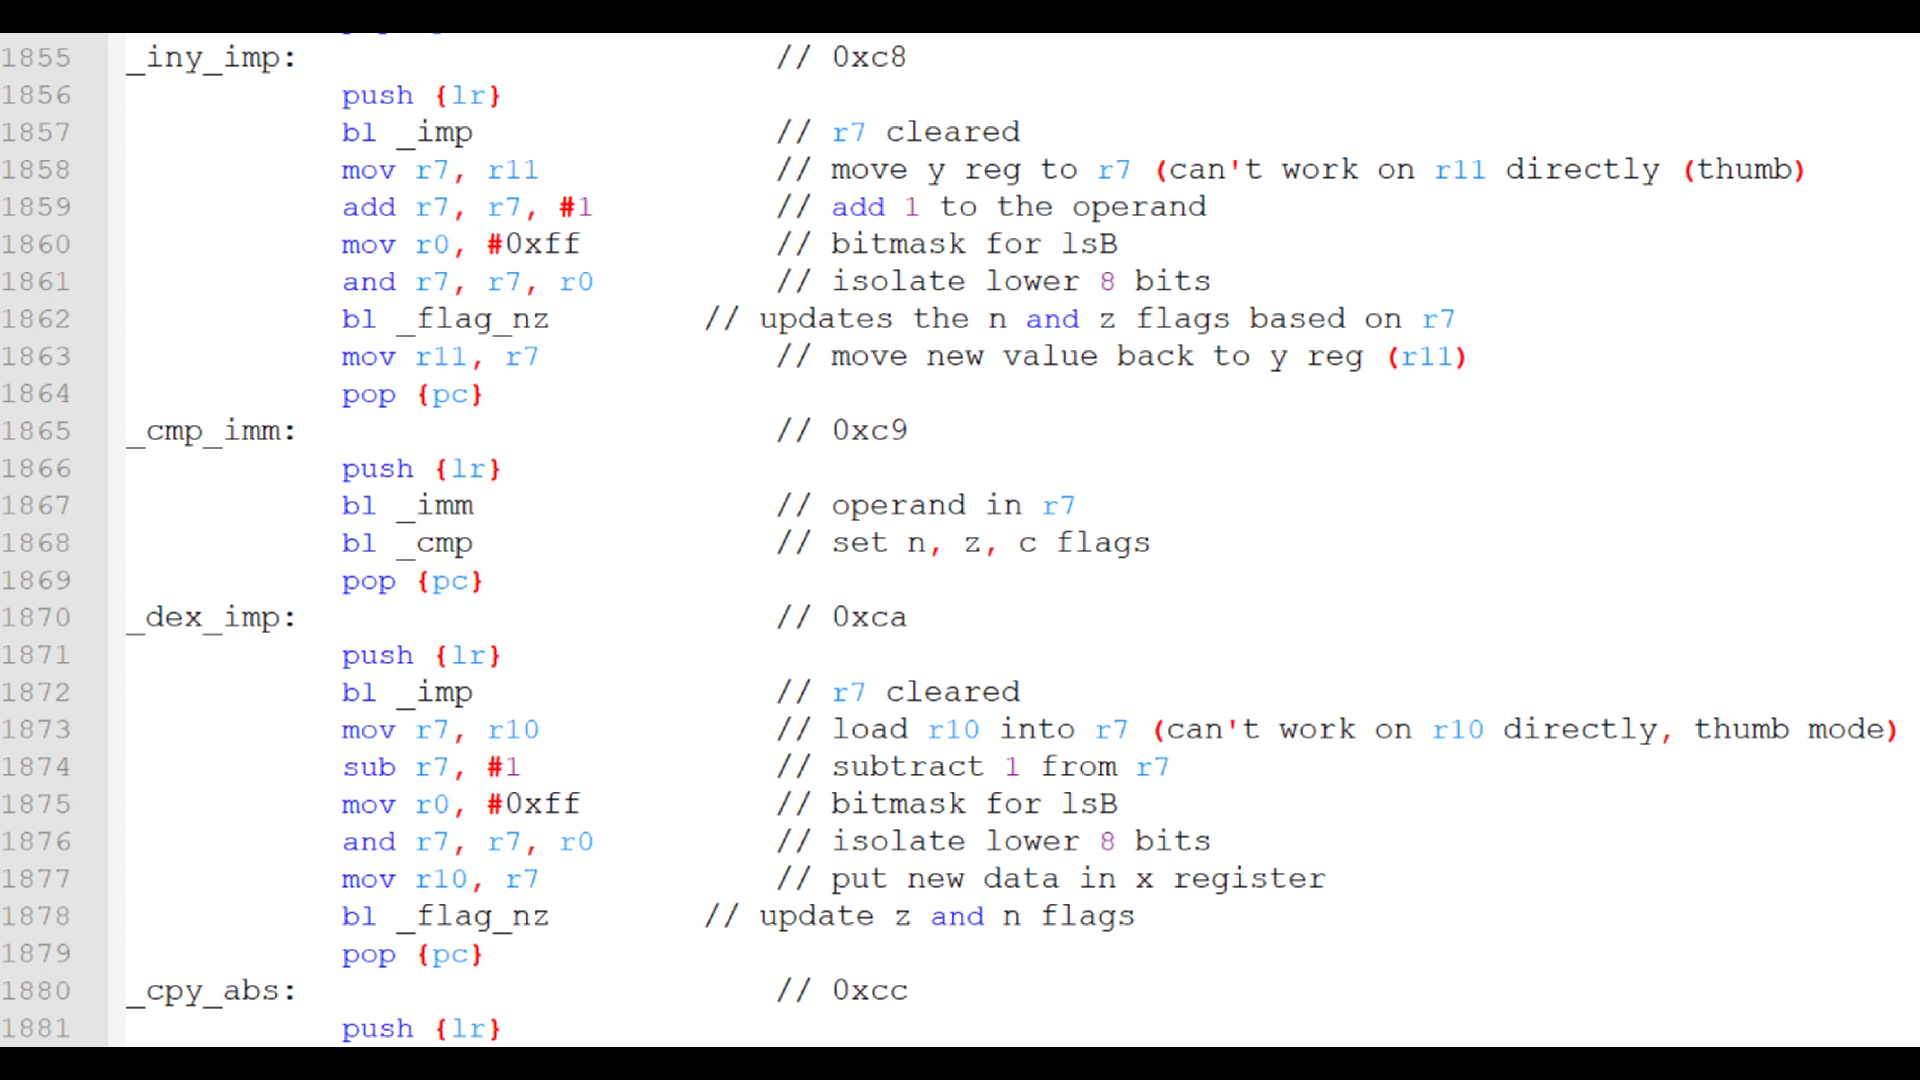 1855 _iny_imp: // 0xc8
1856 push {lr}
1857 bl _imp // r7 cleared
1858 mov r7, r11 // move y reg to r7 (can't work on r11 directly (thumb)
1859 add r7, r7, #1 // add 1 to the operand
1860 mov r0, #0xff // bitmask for lsB
1861 and r7, r7, r0 // isolate lower 8 bits
1862 bl _flag_nz // updates the n and z flags based on r7
1863 mov r11, r7 // move new value back to y reg (r11)
1864 pop {pc}
1865 _cmp_imm: // 0xc9
1866 push {lr}
1867 bl _imm // operand in r7
1868 bl _cmp // set n, z, c flags
1869 pop {pc}
1870 _dex_imp: // 0xca
1871 push {lr}
1872 bl _imp // r7 cleared
1873 mov r7, r10 // load r10 into r7 (can't work on r10 directly, thumb mode)
1874 sub r7, #1 // subtract 1 from r7
1875 mov r0, #0xff // bitmask for lsB
1876 and r7, r7, r0 // isolate lower 8 bits
1877 mov r10, r7 // put new data in x register
1878 bl _flag_nz // update z and n flags
1879 pop {pc}
1880 _cpy_abs: // 0xcc
1881 push {lr}